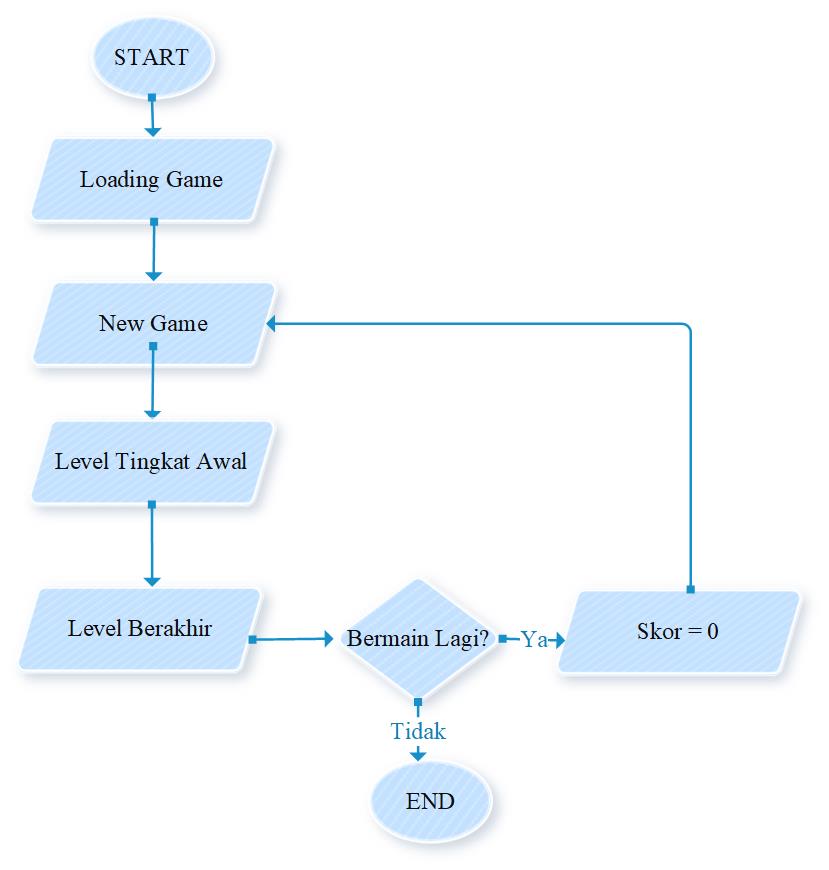 START
Loading Game
New Game
Level Tingkat Awal
Level Berakhir
Bermain Lagi?
Ya
Skor = 0
Tidak
END